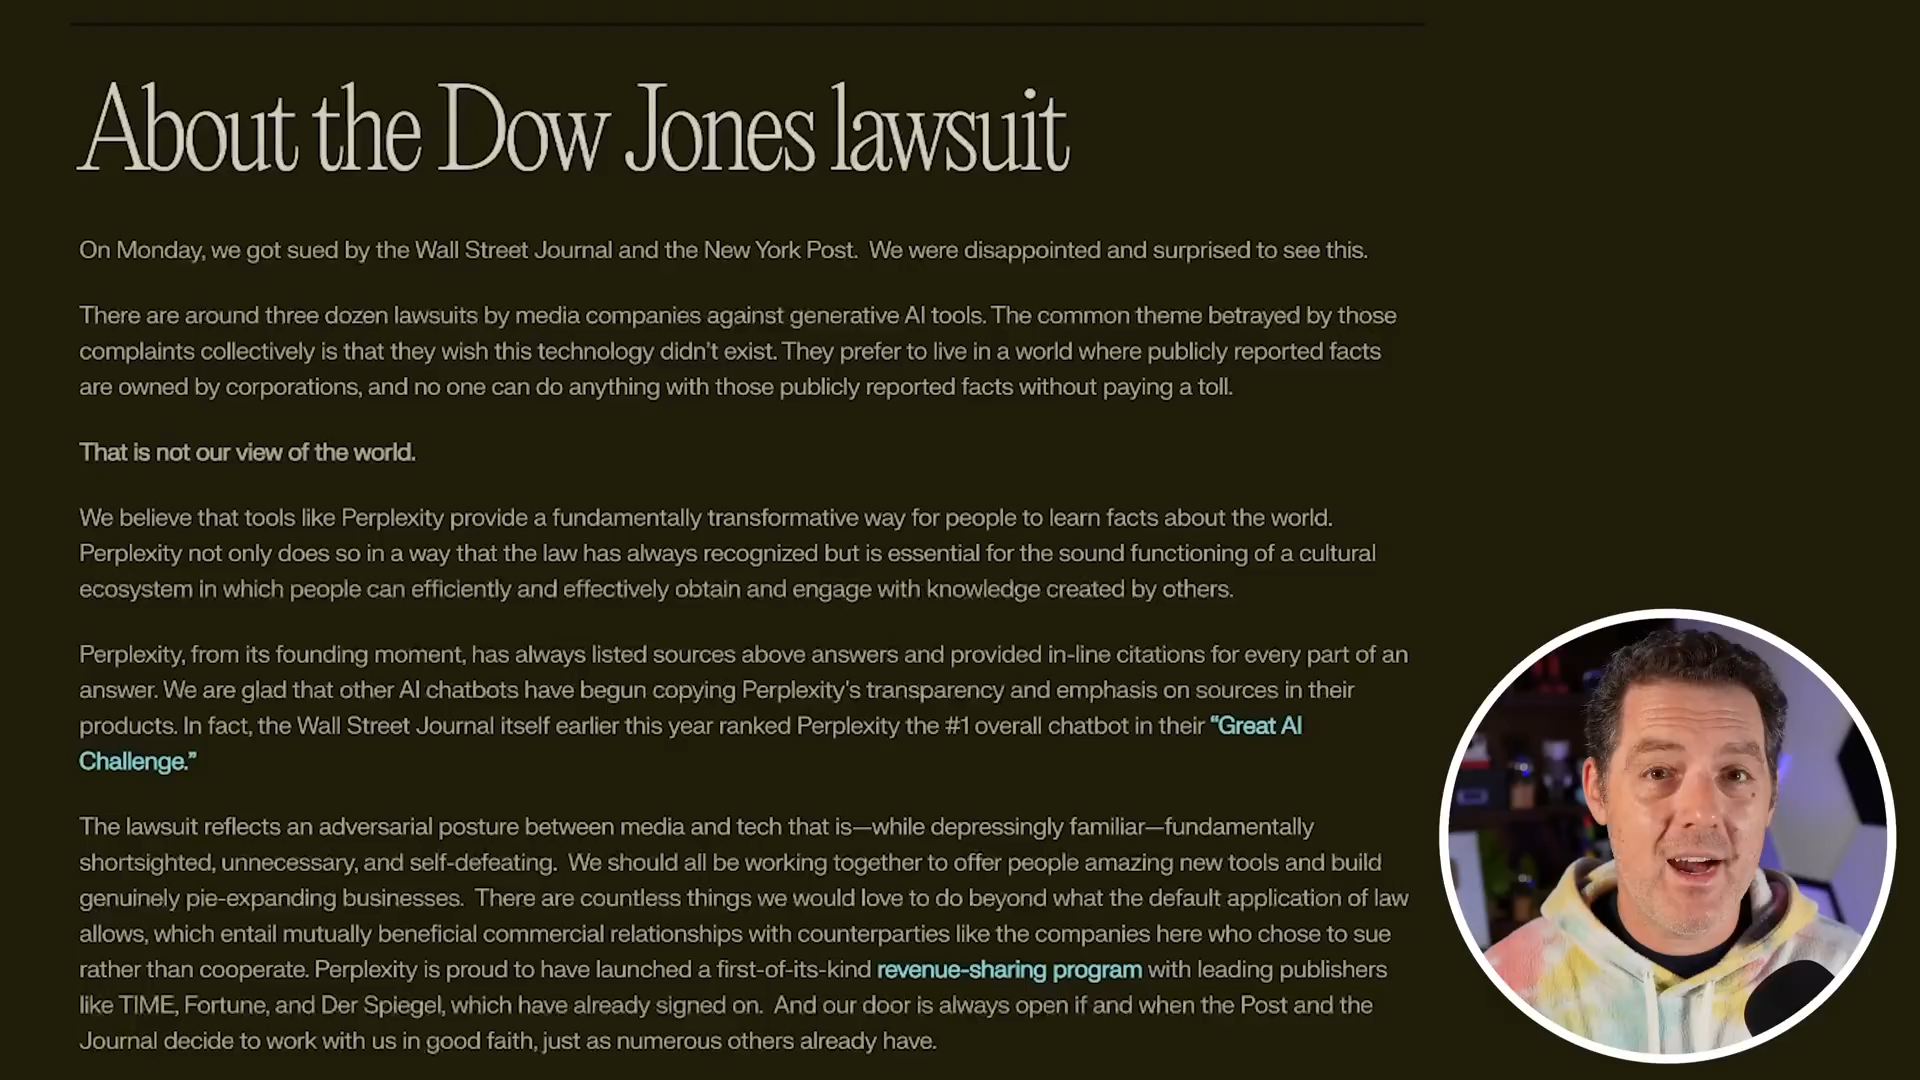 About the Dow Jones lawsuit
On Monday, we got sued by the Wall Street Journal and the New York Post.  We were disappointed and surprised to see this.
There are around three dozen lawsuits by media companies against generative AI tools. The common theme betrayed by those
complaints collectively is that they wish this technology didn't exist. They prefer to live in a world where publicly reported facts
are owned by corporations, and no one can do anything with those publicly reported facts without paying a toll.
That is not our view of the world.
We believe that tools like Perplexity provide a fundamentally transformative way for people to learn facts about the world.
Perplexity not only does so in a way that the law has always recognized but is essential for the sound functioning of a cultural
ecosystem in which people can efficiently and effectively obtain and engage with knowledge created by others.
Perplexity, from its founding moment, has always listed sources above answers and provided in-line citations for every part of an
answer. We are glad that other AI chatbots have begun copying Perplexity's transparency and emphasis on sources in their
products. In fact, the Wall Street Journal itself earlier this year ranked Perplexity the #1 overall chatbot in their “Great AI
Challenge.”
The lawsuit reflects an adversarial posture between media and tech that is—while depressingly familiar—fundamentally
shortsighted, unnecessary, and self-defeating.  We should all be working together to offer people amazing new tools and build
genuinely pie-expanding businesses.  There are countless things we would love to do beyond what the default application of law
allows, which entail mutually beneficial commercial relationships with counterparties like the companies here who chose to sue
rather than cooperate. Perplexity is proud to have launched a first-of-its-kind revenue-sharing program with leading publishers
like TIME, Fortune, and Der Spiegel, which have already signed on.  And our door is always open if and when the Post and the
Journal decide to work with us in good faith, just as numerous others already have.